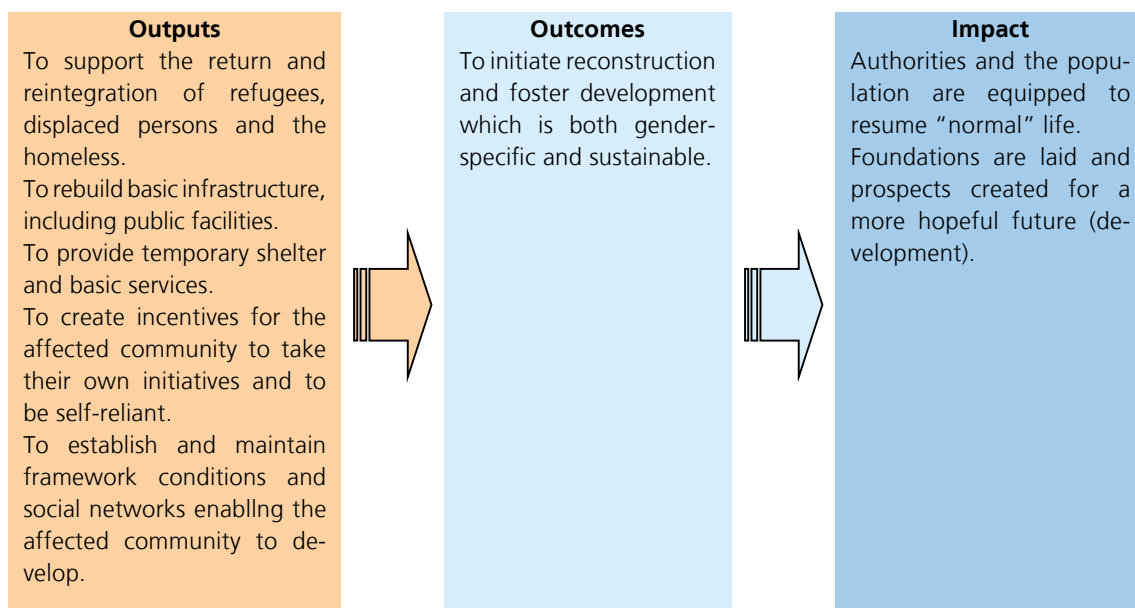 Outputs
To support the return and
reintegration of refugees,
displaced persons and the
homeless.
To rebuild basic infrastructure,
including public facilities.
To provide temporary shelter
and basic services.
To create incentives for the
affected community to take
their own initiatives and to
be self-reliant.
To establish and maintain
framework conditions and
social networks enabllng the
affected community to de-
velop.
Outcomes
To initiate reconstruction
and foster development
which is both gender-
specific and sustainable.
Impact
Authorities and the popu-
lation are equipped to
resume “normal” life.
Foundations are laid and
prospects created for a
more hopeful future (de-
velopment).